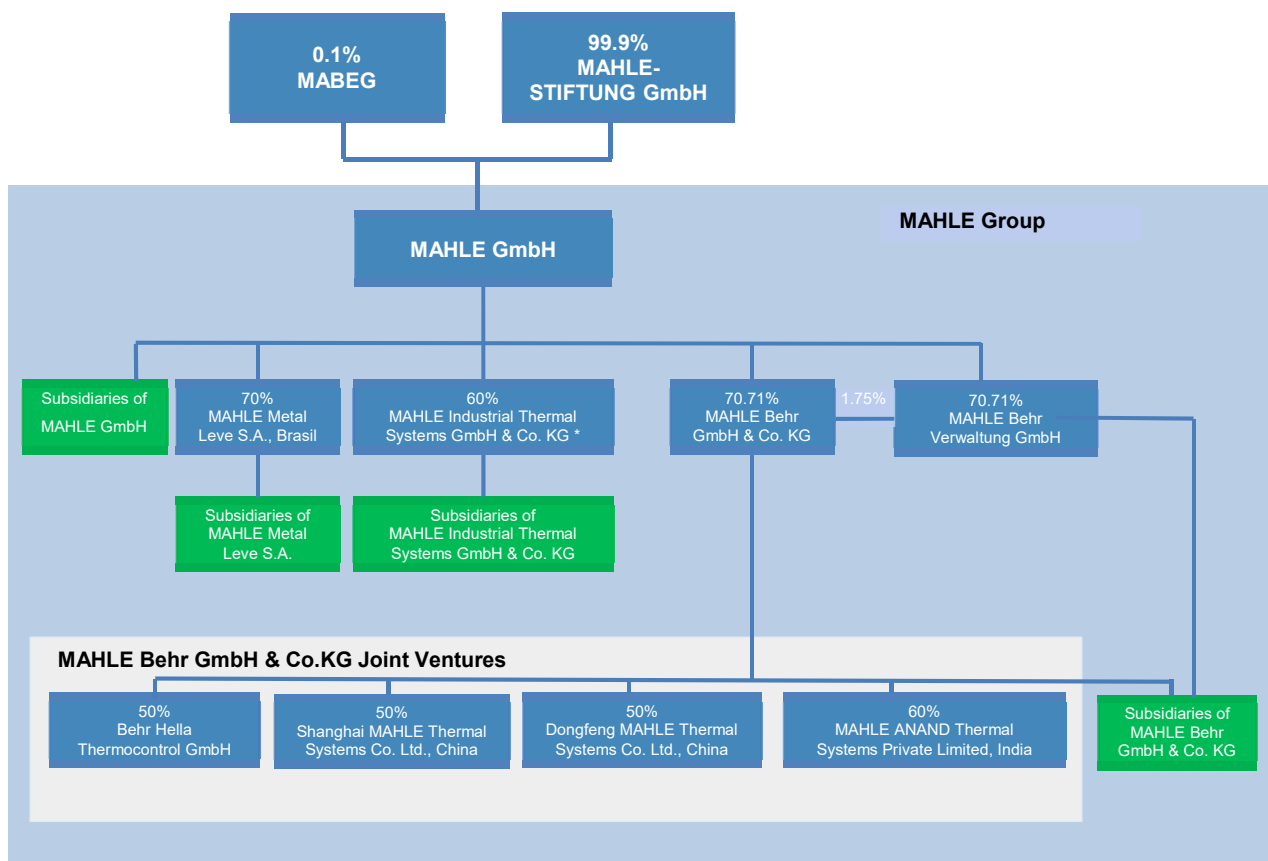 0.1%
MABEG
99.9%
MAHLE-
STIFTUNG GmbH
MAHLE Group
MAHLE GmbH
Subsidiaries of
MAHLE GmbH
70%
MAHLE Metal
Leve S.A., Brasil
60%
MAHLE Industrial Thermal
Systems GmbH & Co. KG *
70.71%
MAHLE Behr
GmbH & Co. KG
1.75%
70.71%
MAHLE Behr
Verwaltung GmbH
Subsidiaries of
MAHLE Metal
Leve S.A.
Subsidiaries of
MAHLE Industrial Thermal
Systems GmbH & Co. KG
MAHLE Behr GmbH & Co.KG Joint Ventures
50%
Behr Hella
Thermocontrol GmbH
50%
Shanghai MAHLE Thermal
Systems Co. Ltd., China
50%
Dongfeng MAHLE Thermal
Systems Co. Ltd., China
60%
MAHLE ANAND Thermal
Systems Private Limited, India
Subsidiaries of
MAHLE Behr
GmbH & Co. KG